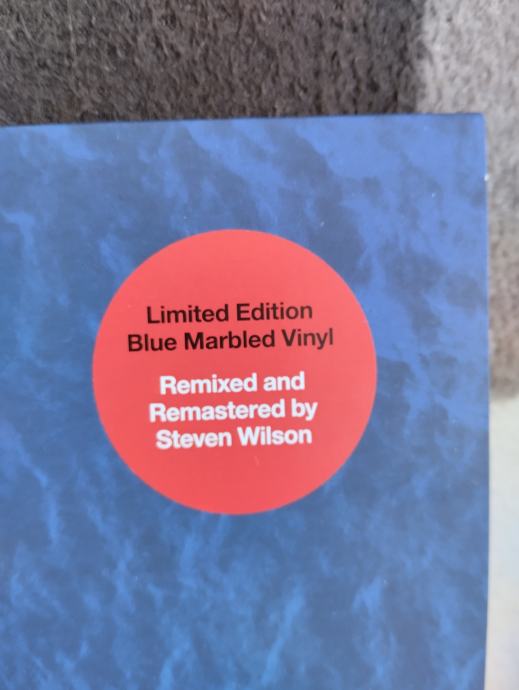 Limited Edition
Blue Marbled Vinyl
Remixed and
Remastered by
Steven Wilson